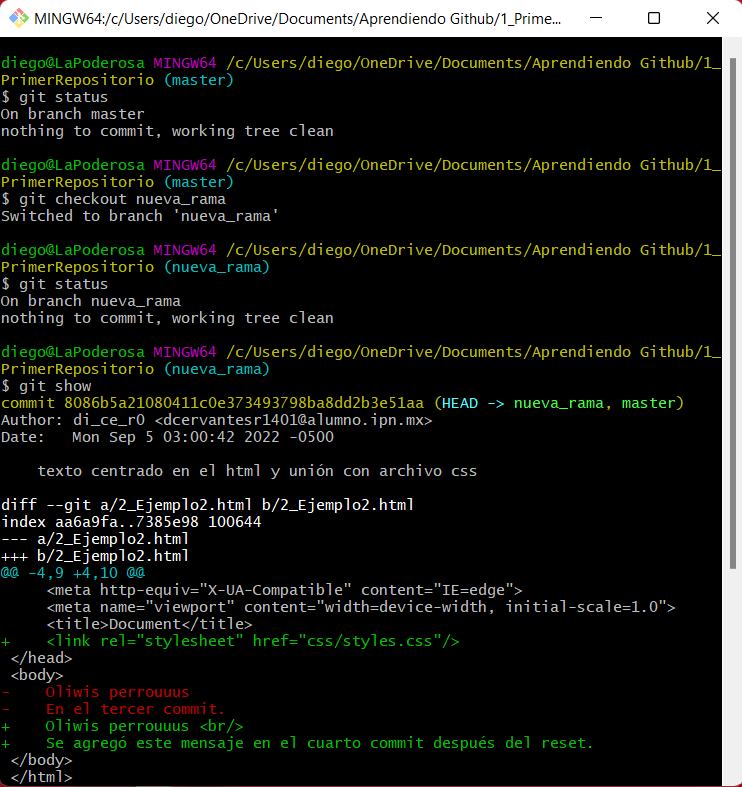 MINGW64:/c/Users/diego/OneDrive/Documents/Aprendiendo Github/1_Prime...
diego@LaPoderosa MINGW64 /c/Users/diego/OneDrive/Documents/Aprendiendo Github/1_
PrimerRepositorio (master)
$ git status
On branch master
nothing to commit, working tree clean
diego@LaPoderosa MINGW64 /c/Users/diego/OneDrive/Documents/Aprendiendo Github/1_
PrimerRepositorio (master)
$ git checkout nueva_rama
Switched to branch 'nueva_rama'
diego@LaPoderosa MINGW64 /c/Users/diego/OneDrive/Documents/Aprendiendo Github/1_
PrimerRepositorio (nueva_rama)
$ git status
On branch nueva_rama
nothing to commit, working tree clean
diego@LaPoderosa MINGW64 /c/Users/diego/OneDrive/Documents/Aprendiendo Github/1_
PrimerRepositorio (nueva_rama)
$ git show
commit 8086b5a21080411c0e373493798ba8dd2b3e51aa (HEAD -> nueva_rama, master)
Author: di_ce_r0 <dcervantesr1401@alumno.ipn.mx>
Date:   Mon Sep 5 03:00:42 2022 -0500
    texto centrado en el html y unión con archivo css
diff --git a/2_Ejemplo2.html b/2_Ejemplo2.html
index aa6a9fa..7385e98 100644
--- a/2_Ejemplo2.html
+++ b/2_Ejemplo2.html
@@ -4,9 +4,10 @@
     <meta http-equiv="X-UA-Compatible" content="IE=edge">
     <meta name="viewport" content="width=device-width, initial-scale=1.0">
     <title>Document</title>
+    <link rel="stylesheet" href="css/styles.css"/>
 </head>
 <body>
-    Oliwis perrouuus
-    En el tercer commit.
+    Oliwis perrouuus <br/>
+    Se agregó este mensaje en el cuarto commit después del reset.
 </body>
 </html>